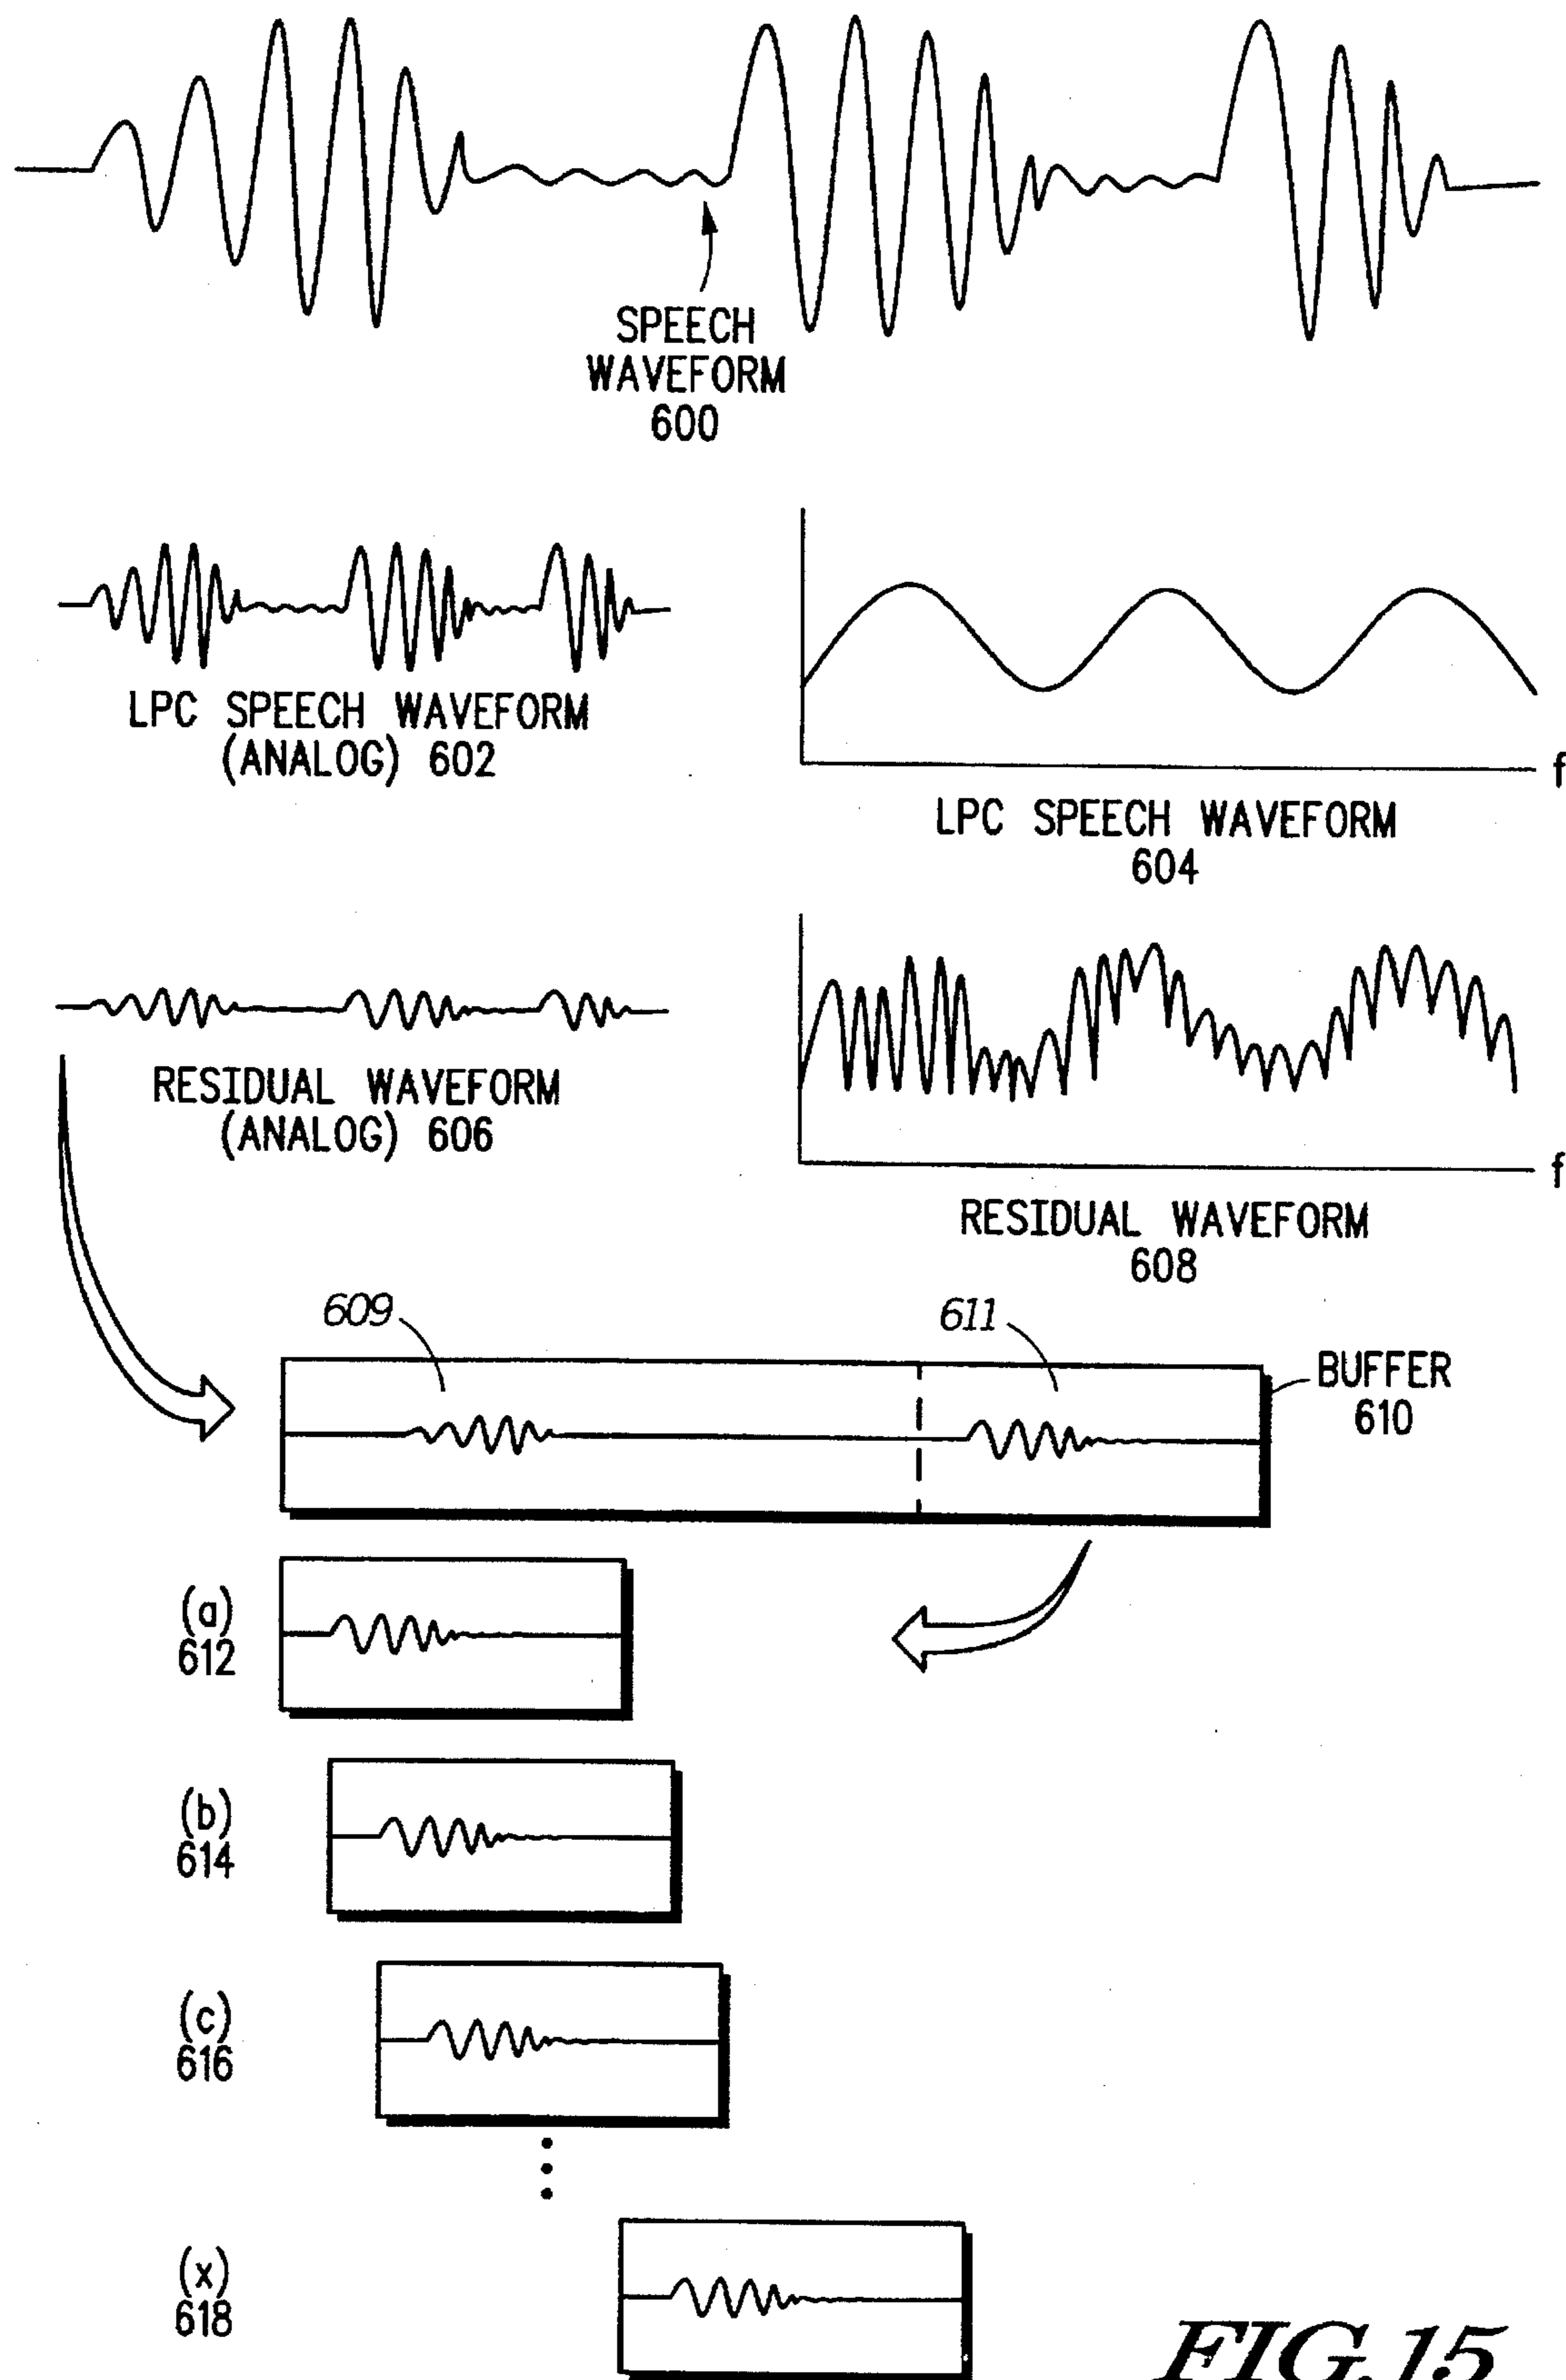 SPEECH
WAVEFORM
600
LPC SPEECH WAVEFORM
(ANALOG) 602
f
LPC SPEECH WAVEFORM
604
RESIDUAL WAVEFORM
(ANALOG) 606
f
RESIDUAL WAVEFORM
608
609
611
BUFFER
610
(a)
612
(b)
614
(c)
616
(x)
618
FIG.15